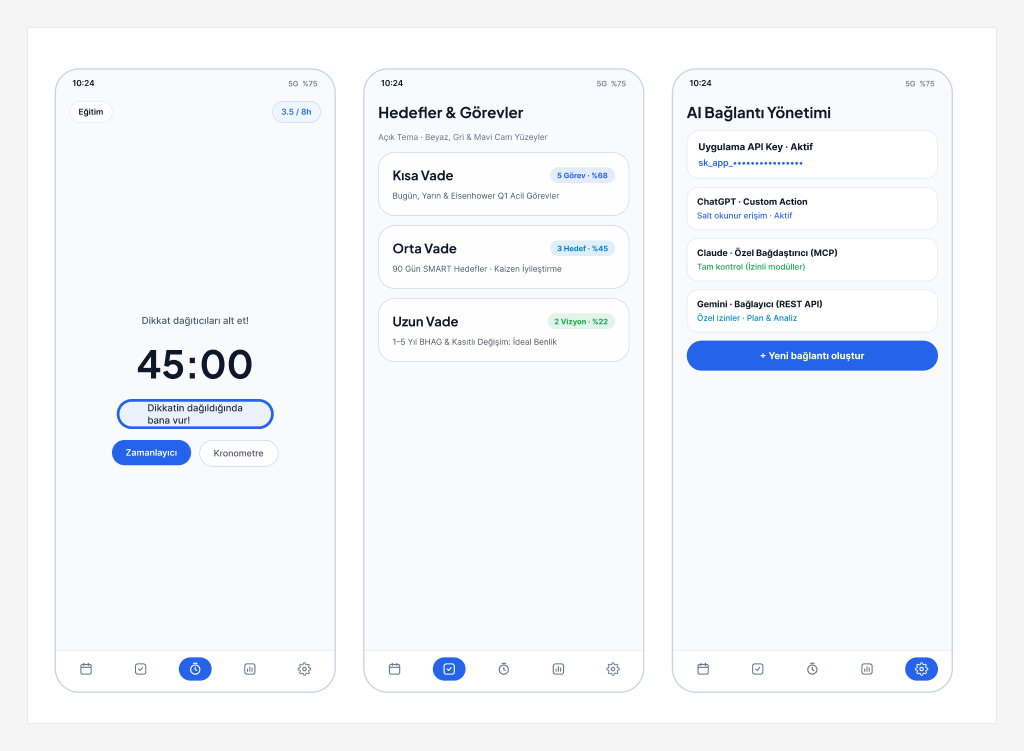 10:24
5G %75
Eğitim
3.5 / 8h
Dikkat dağıtıcıları alt et!
45:00
Dikkatin dağıldığında
bana vur!
Zamanlayıcı
Kronometre
10:24
5G %75
Hedefler & Görevler
Açık Tema · Beyaz, Gri & Mavi Cam Yüzeyler
Kısa Vade
5 Görev · %68
Bugün, Yarın & Eisenhower Q1 Acil Görevler
Orta Vade
3 Hedef · %45
90 Gün SMART Hedefler · Kaizen İyileştirme
Uzun Vade
2 Vizyon · %22
1–5 Yıl BHAG & Kasıtlı Değişim: İdeal Benlik
10:24
5G %75
AI Bağlantı Yönetimi
Uygulama API Key · Aktif
sk_app_••••••••••••••••
ChatGPT · Custom Action
Salt okunur erişim · Aktif
Claude · Özel Bağdaştırıcı (MCP)
Tam kontrol (İzinli modüller)
Gemini · Bağlayıcı (REST API)
Özel izinler · Plan & Analiz
+ Yeni bağlantı oluştur